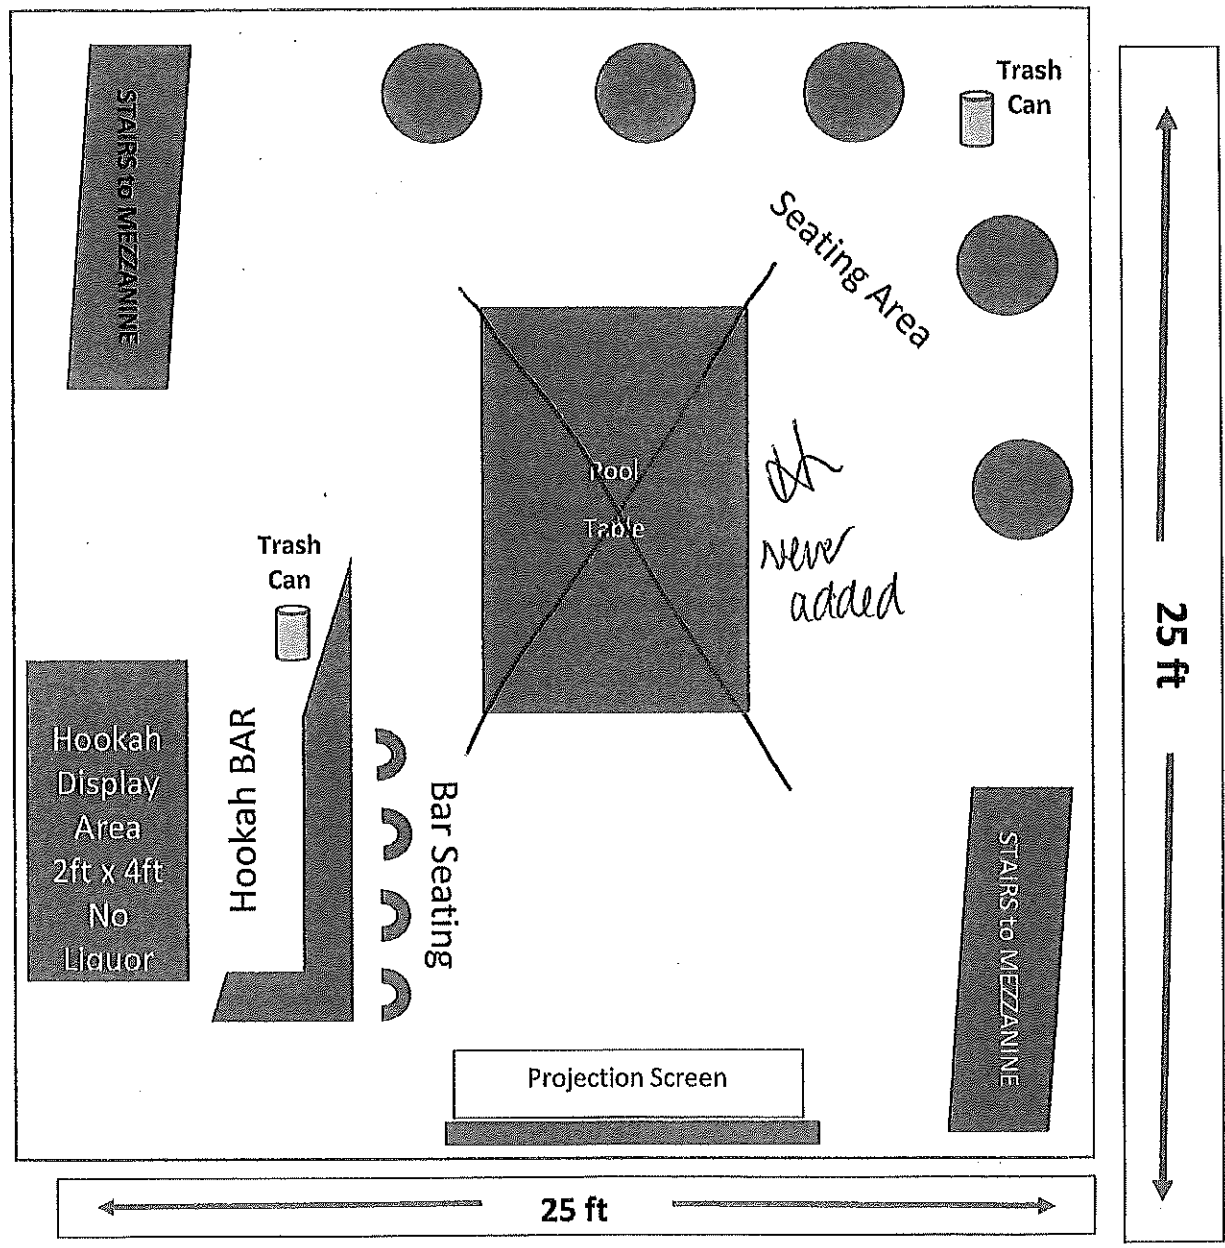 Trash
Can
STAIRS to MEZZANINE
Seating Area
Pool
Table
never
added
Trash
Can
25 ft
Hookah
Display
Area
2ft x 4ft
No
Liquor
Hookah BAR
Bar Seating
STAIRS to MEZZANINE
Projection Screen
25 ft